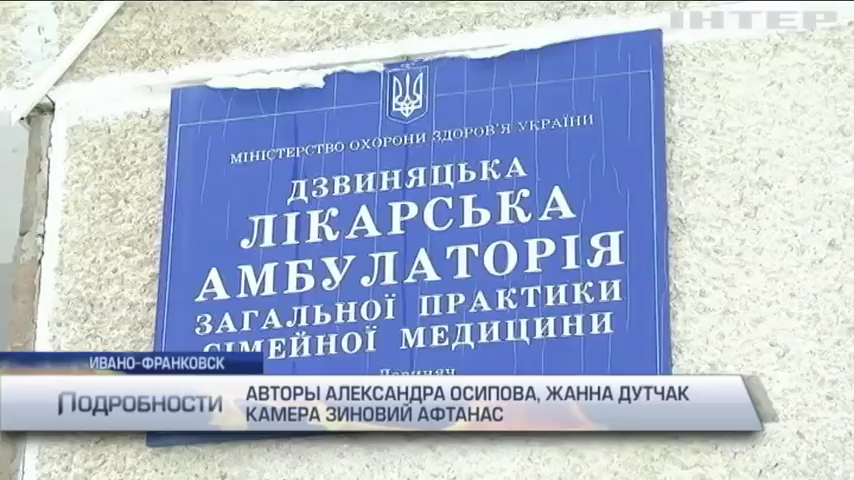 ІНТЕР
МІНІСТЕРСТВО ОХОРОНИ ЗДОРОВ'Я УКРАЇНИ
ДЗВИНЯЦЬКА
ЛІКАРСЬКА
АМБУЛАТОРІЯ
ЗАГАЛЬНОЇ ПРАКТИКИ
СІМЕЙНОЇ МЕДИЦИНИ
ИВАНО-ФРАНКОВСК
ПОДРОБНОСТИ
АВТОРЫ АЛЕКСАНДРА ОСИПОВА, ЖАННА ДУТЧАК
КАМЕРА ЗИНОВИЙ АФТАНАС